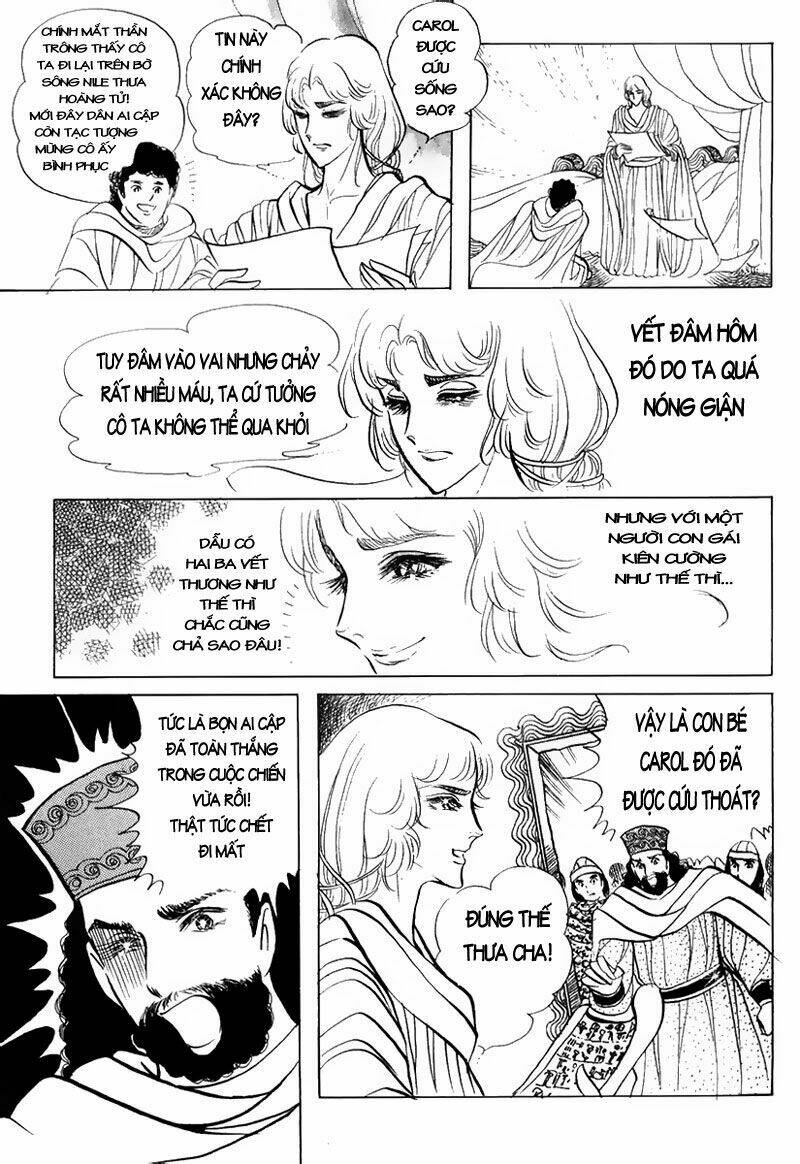 CAROL
ĐƯỢC
CỨU
SỐNG
SAO?
TIN NÀY
CHÍNH
XÁC KHÔNG
ĐÂY?
CHÍNH MẮT THẦN
TRÔNG THẤY CÔ
TA ĐI LẠI TRÊN BỜ
SÔNG NILE THƯA
HOÀNG TỬ!
MỚI ĐÂY DÂN AI CẬP
CÒN TẠC TƯỢNG
MỪNG CÔ ẤY
BÌNH PHỤC
VẾT ĐÂM HÔM
ĐÓ DO TA QUÁ
NÓNG GIẬN
TUY ĐÂM VÀO VAI NHƯNG CHẢY
RẤT NHIỀU MÁU, TA CỨ TƯỞNG
CÔ TA KHÔNG THỂ QUA KHỎI
NHƯNG VỚI MỘT
NGƯỜI CON GÁI
KIÊN CƯỜNG
NHƯ THẾ THÌ...
DẪU CÓ
HAI BA VẾT
THƯƠNG NHƯ
THẾ THÌ
CHẮC CŨNG
CHẢ SAO ĐÂU!
VẬY LÀ CON BÉ
CAROL ĐÓ ĐÃ
ĐƯỢC CỨU THOÁT?
ĐÚNG THẾ
THƯA CHA!
TỨC LÀ BỌN AI CẬP
ĐÃ TOÀN THẮNG
TRONG CUỘC CHIẾN
VỪA RỒI!
THẬT TỨC CHẾT
ĐI MẤT